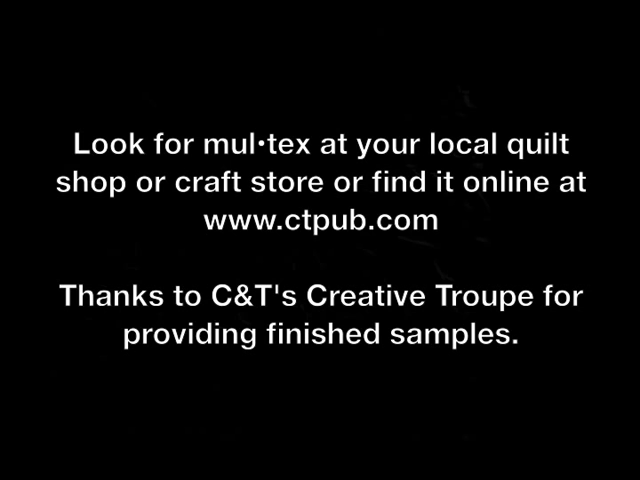 Look for mul•tex at your local quilt
shop or craft store or find it online at
www.ctpub.com
Thanks to C&T's Creative Troupe for
providing finished samples.